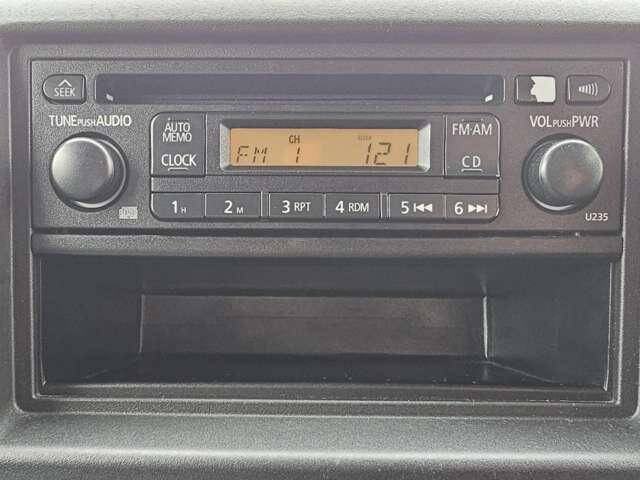 SEEK
TUNE PUSH AUDIO
AUTO
MEMO
CLOCK
CH
FM 1 121
FM·AM
CD
VOL PUSH PWR
1 H
2 M
3 RPT
4 RDM
5
6
U235